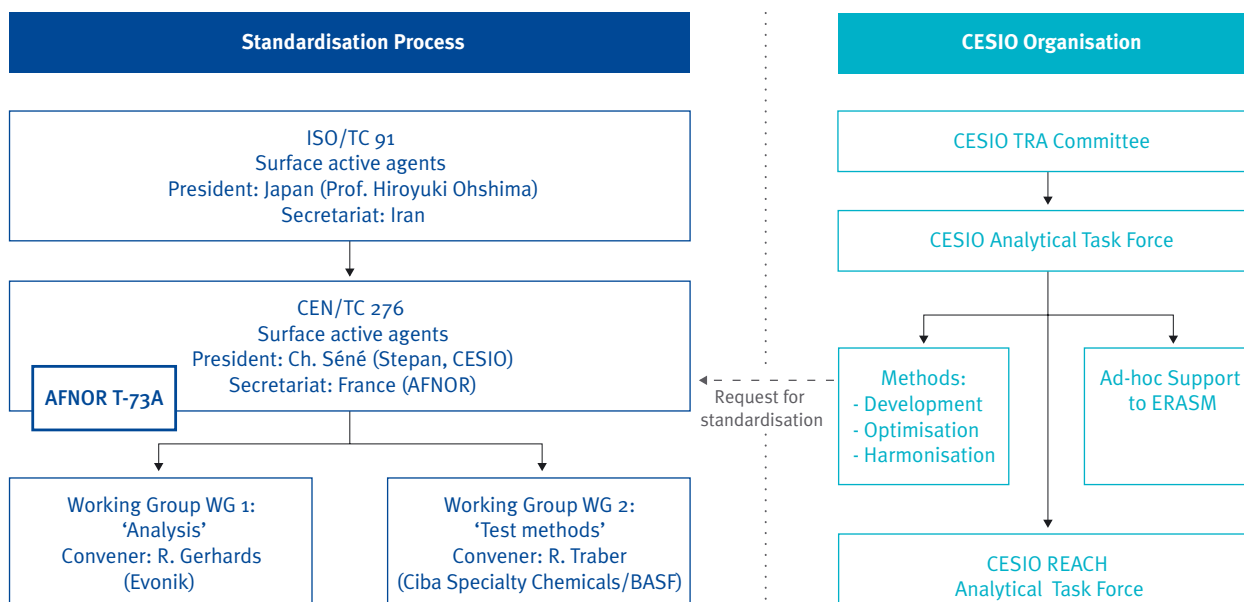 Standardisation Process
ISO/TC 91
Surface active agents
President: Japan (Prof. Hiroyuki Ohshima)
Secretariat: Iran
CEN/TC 276
Surface active agents
President: Ch. Séné (Stepan, CESIO)
Secretariat: France (AFNOR)
AFNOR T-73A
Working Group WG 1:
‘Analysis’
Convener: R. Gerhards
(Evonik)
Working Group WG 2:
‘Test methods’
Convener: R. Traber
(Ciba Specialty Chemicals/BASF)
Request for
standardisation
CESIO Organisation
CESIO TRA Committee
CESIO Analytical Task Force
Methods:
- Development
- Optimisation
- Harmonisation
Ad-hoc Support
to ERASM
CESIO REACH
Analytical Task Force